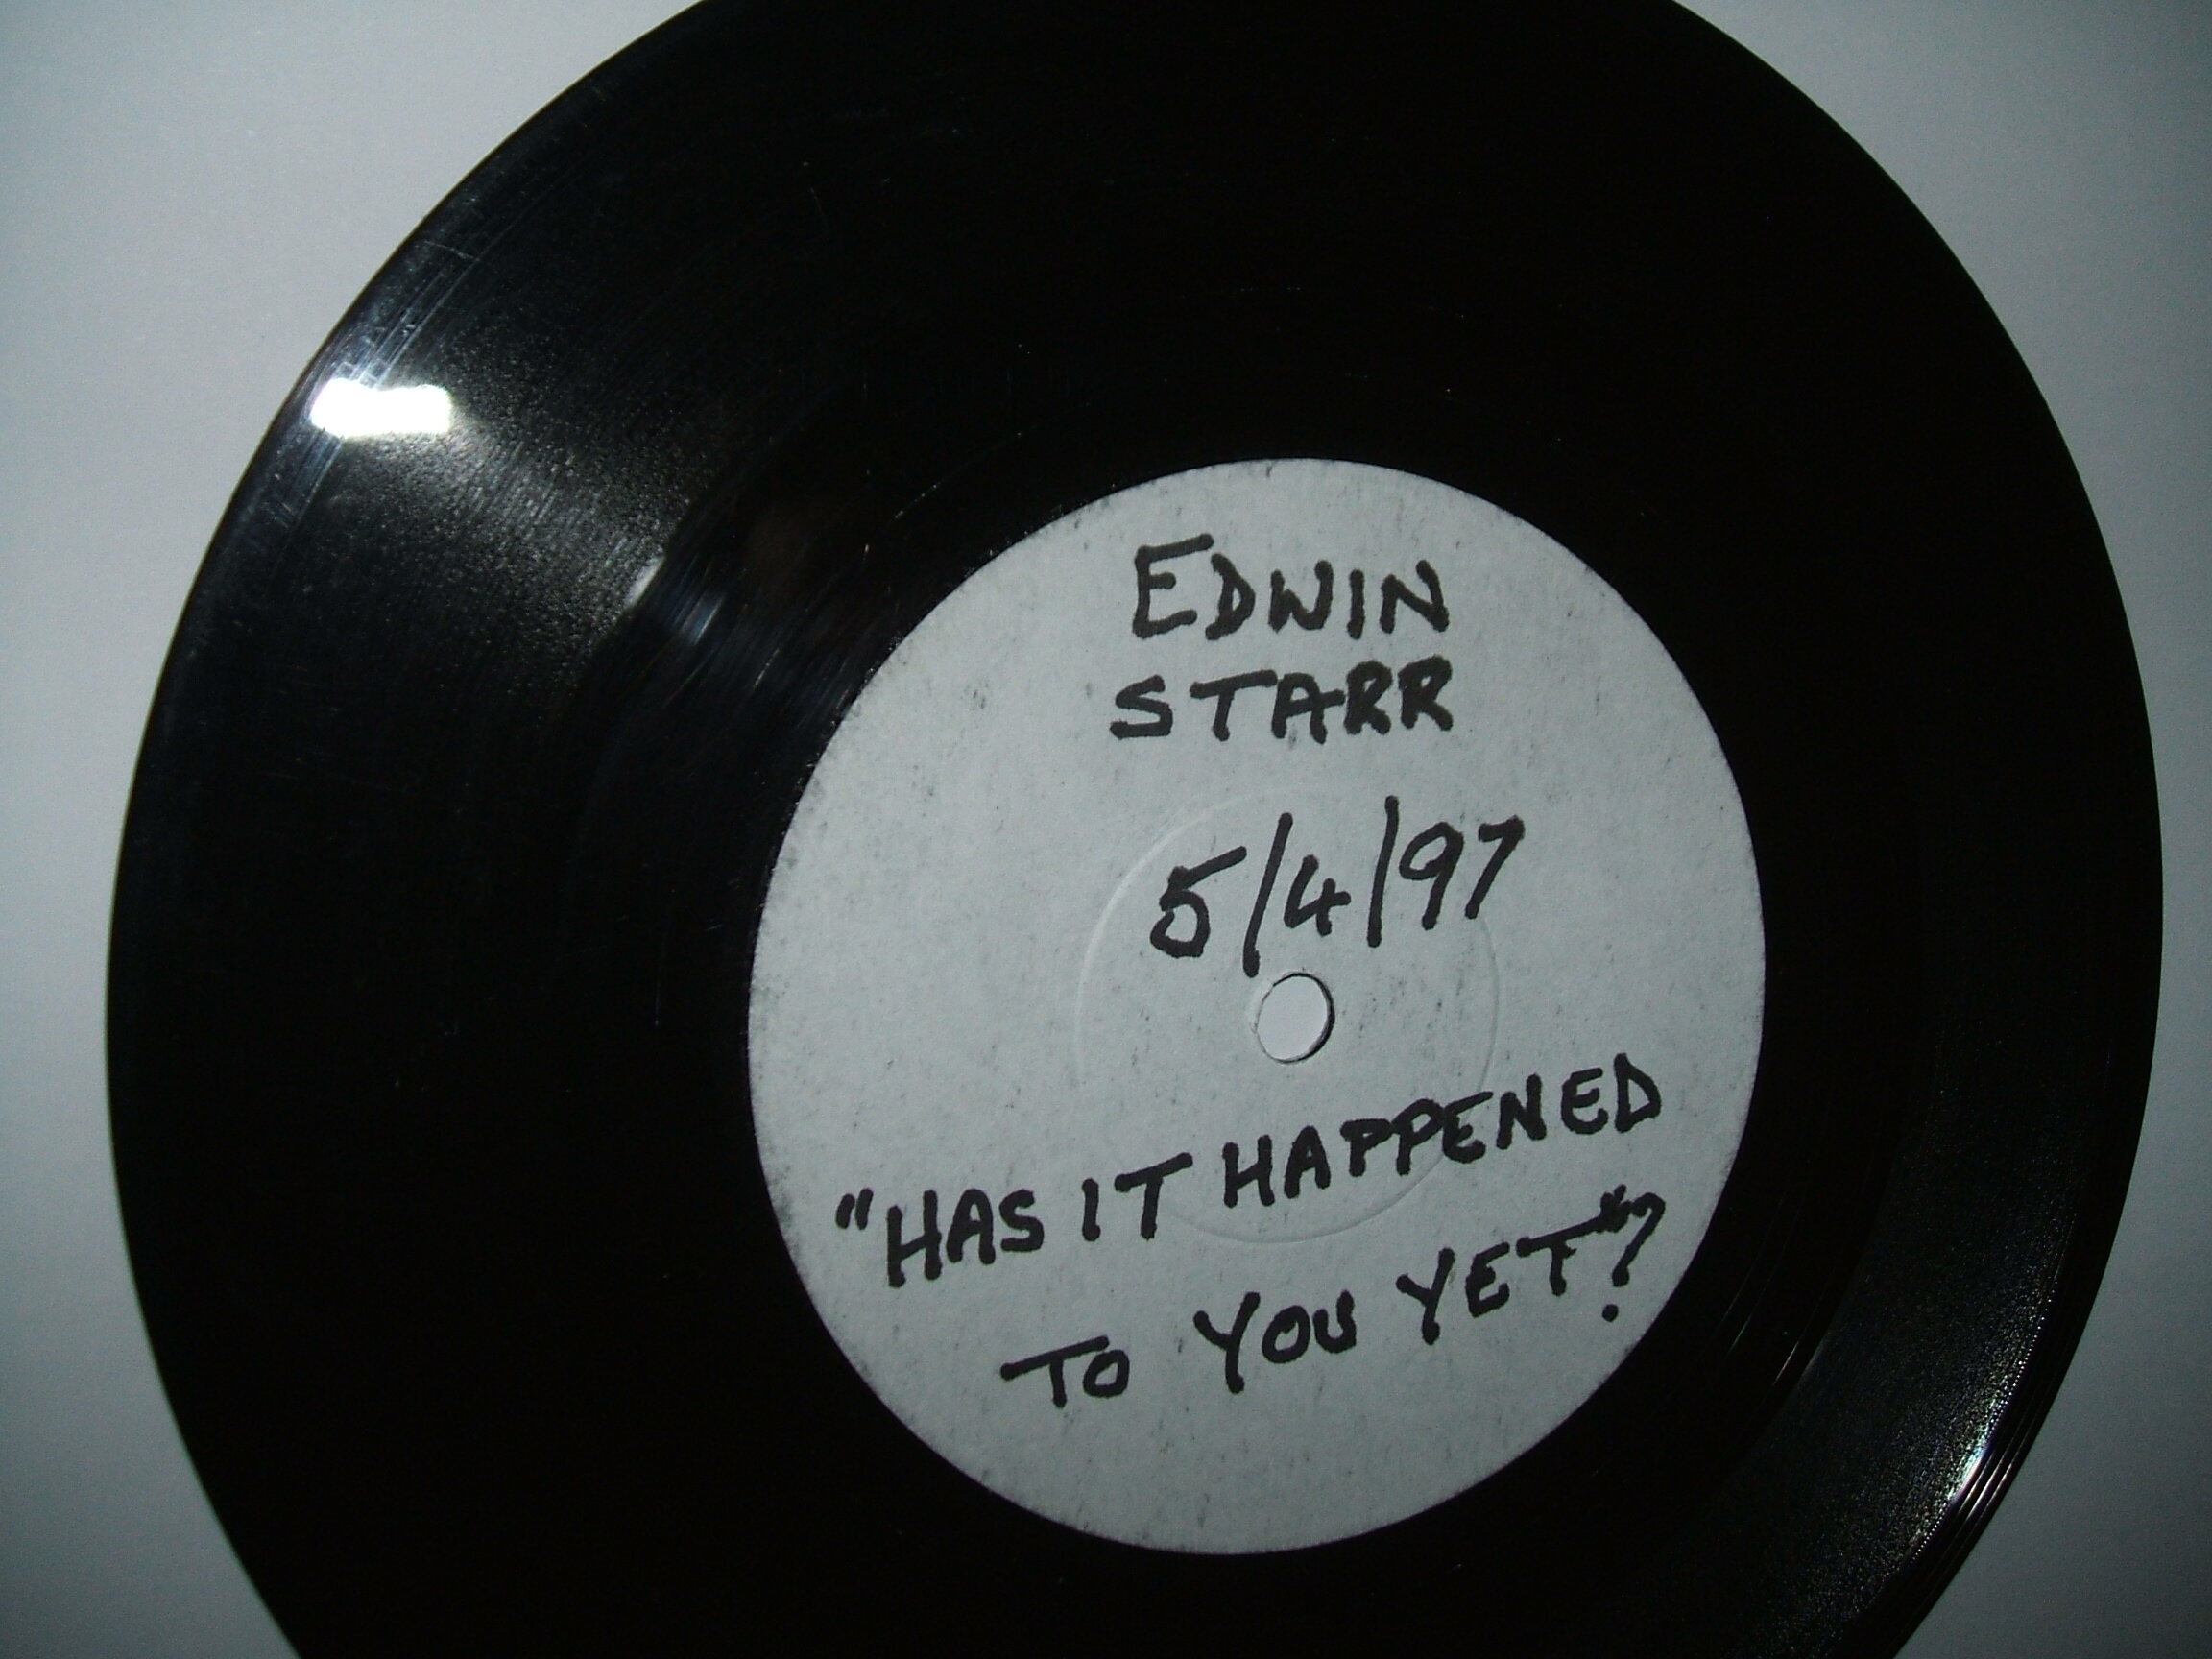 EDWIN
STARR
5/4/97
"HAS IT HAPPENED
TO YOU YET"?